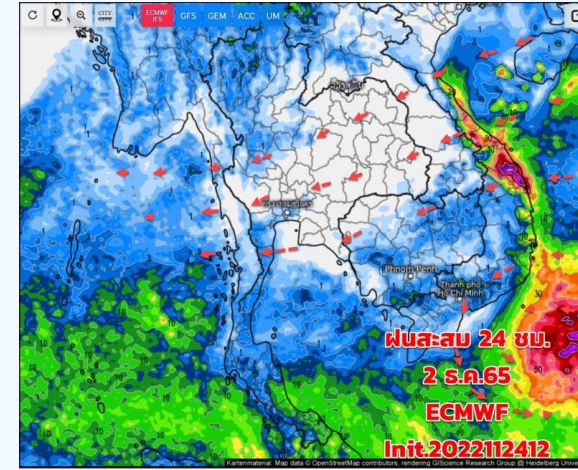 CITY
CITY
ECMWF
IFS
GFS GEM ACC UM
Phnom Penh
Thành phố
Hồ Chí Minh
ฝนสะสม 24 ชม.
2 ธ.ค.65
ECMWF
Init.2022112412
Kartenmaterial: Map data © OpenStreetMap contributors, rendering GIScience Research Group @ Heidelberg Univ